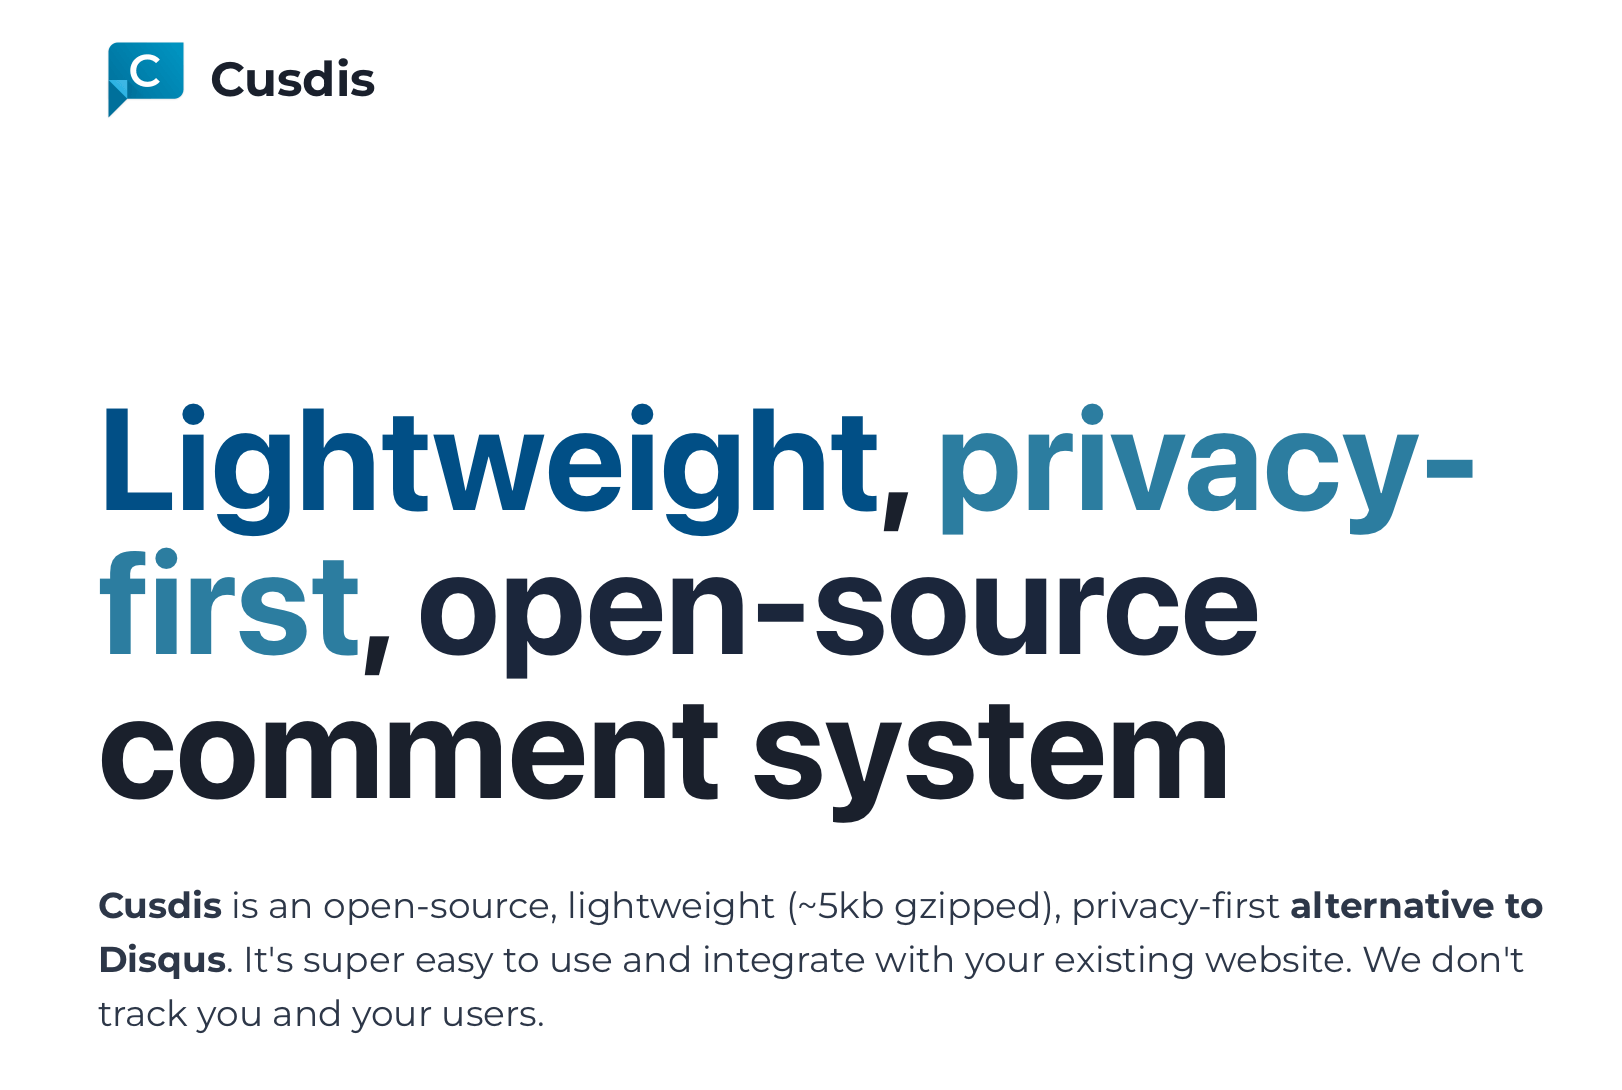 C Cusdis
Lightweight, privacy-
first, open-source
comment system
Cusdis is an open-source, lightweight (~5kb gzipped), privacy-first alternative to
Disqus. It's super easy to use and integrate with your existing website. We don't
track you and your users.